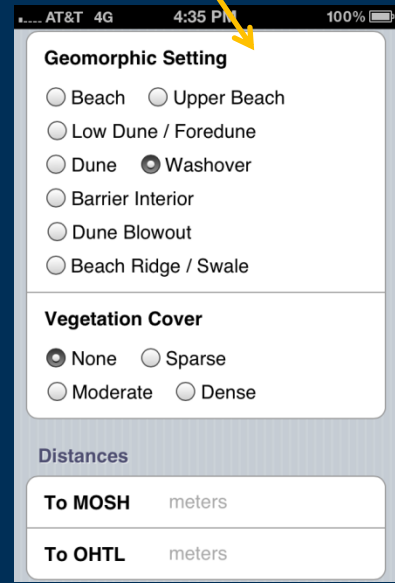 AT&T 4G 4:35 PM 100%
Geomorphic Setting
Beach Upper Beach
Low Dune / Foredune
Dune Washover
Barrier Interior
Dune Blowout
Beach Ridge / Swale
Vegetation Cover
None Sparse
Moderate Dense
Distances
To MOSH meters
To OHTL meters